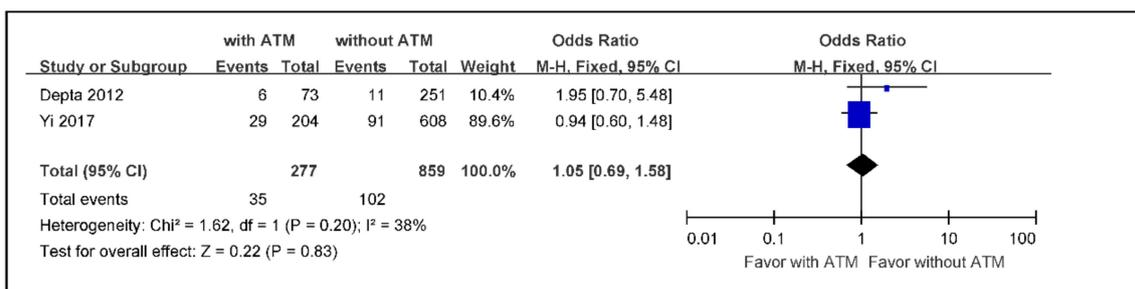 with ATM without ATM Odds Ratio Odds Ratio
Study or Subgroup Events Total Events Total Weight M-H, Fixed, 95% CI M-H, Fixed, 95% CI
Depta 2012 6 73 11 251 10.4% 1.95 [0.70, 5.48]
Yi 2017 29 204 91 608 89.6% 0.94 [0.60, 1.48]
Total (95% CI) 277 859 100.0% 1.05 [0.69, 1.58]
Total events 35 102
Heterogeneity: Chi² = 1.62, df = 1 (P = 0.20); I² = 38%
Test for overall effect: Z = 0.22 (P = 0.83)
0.01 0.1 1 10 100
Favor with ATM Favor without ATM